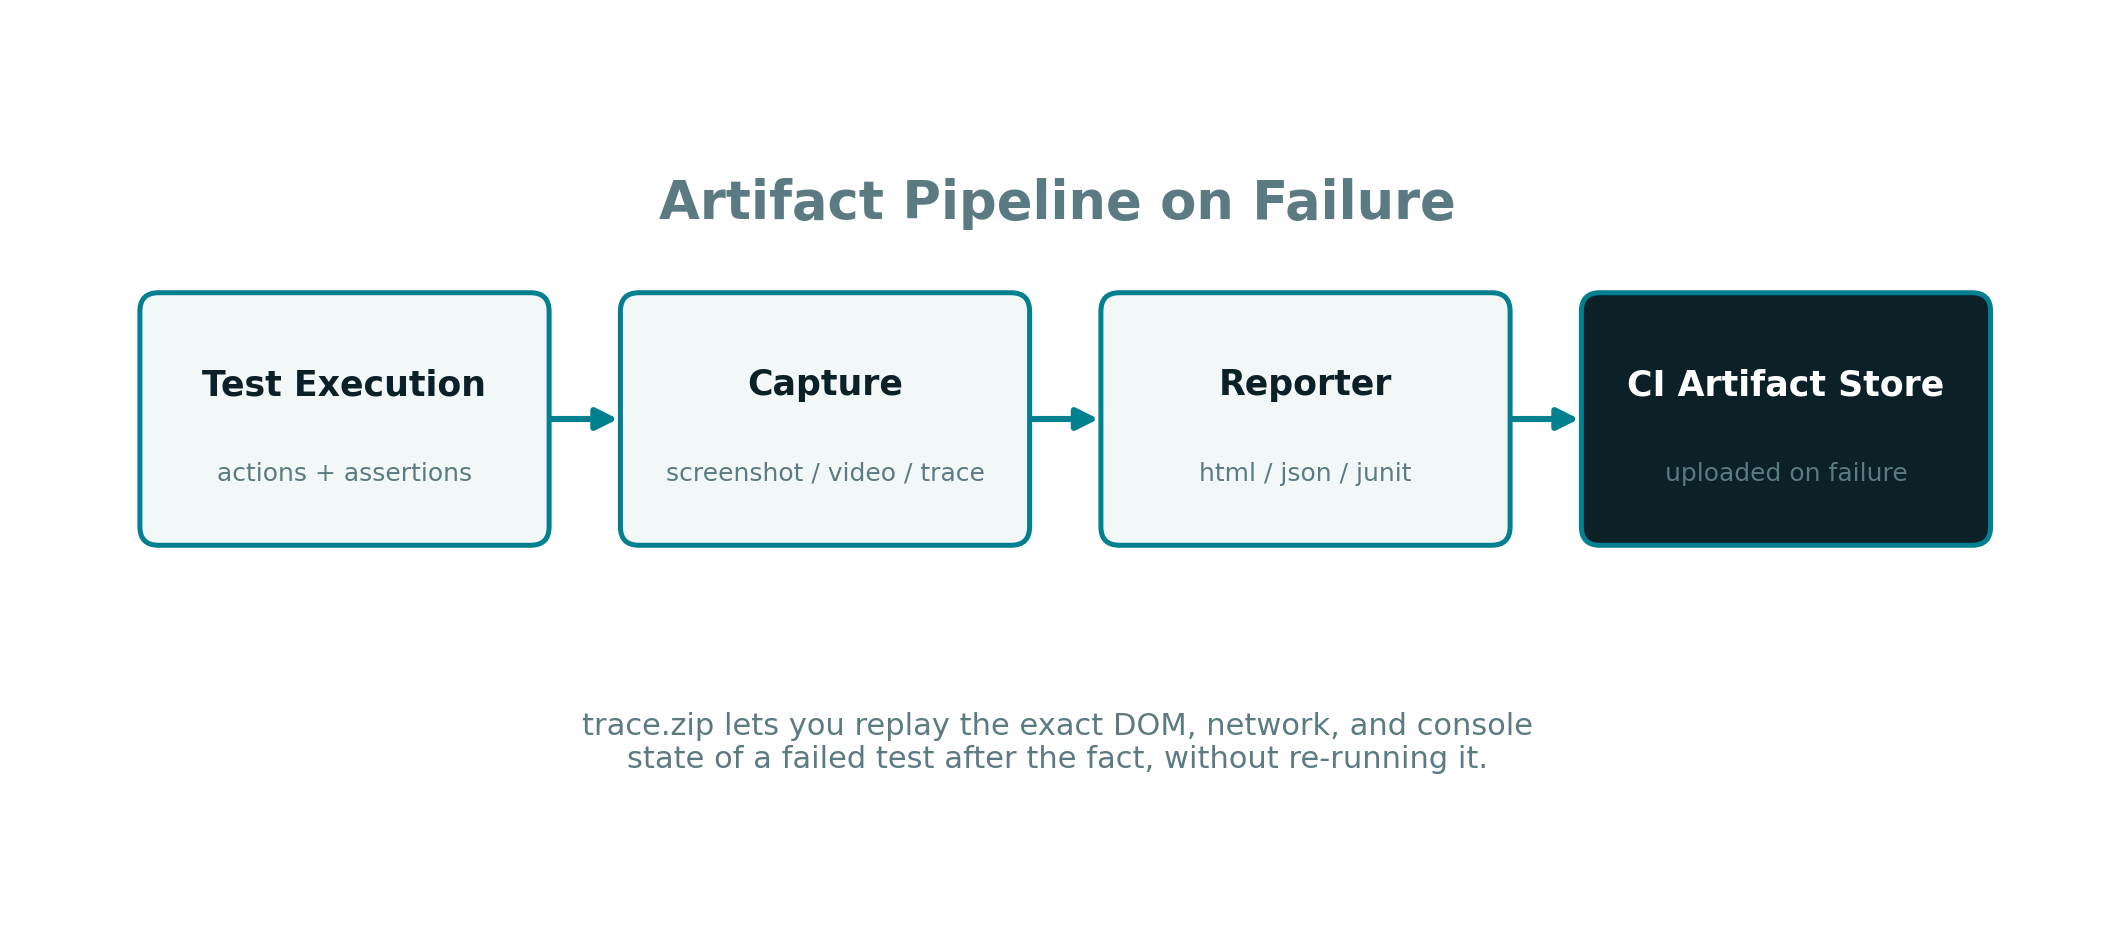 Artifact Pipeline on Failure
Test Execution
actions + assertions
Capture
screenshot / video / trace
Reporter
html / json / junit
CI Artifact Store
uploaded on failure
trace.zip lets you replay the exact DOM, network, and console
state of a failed test after the fact, without re-running it.